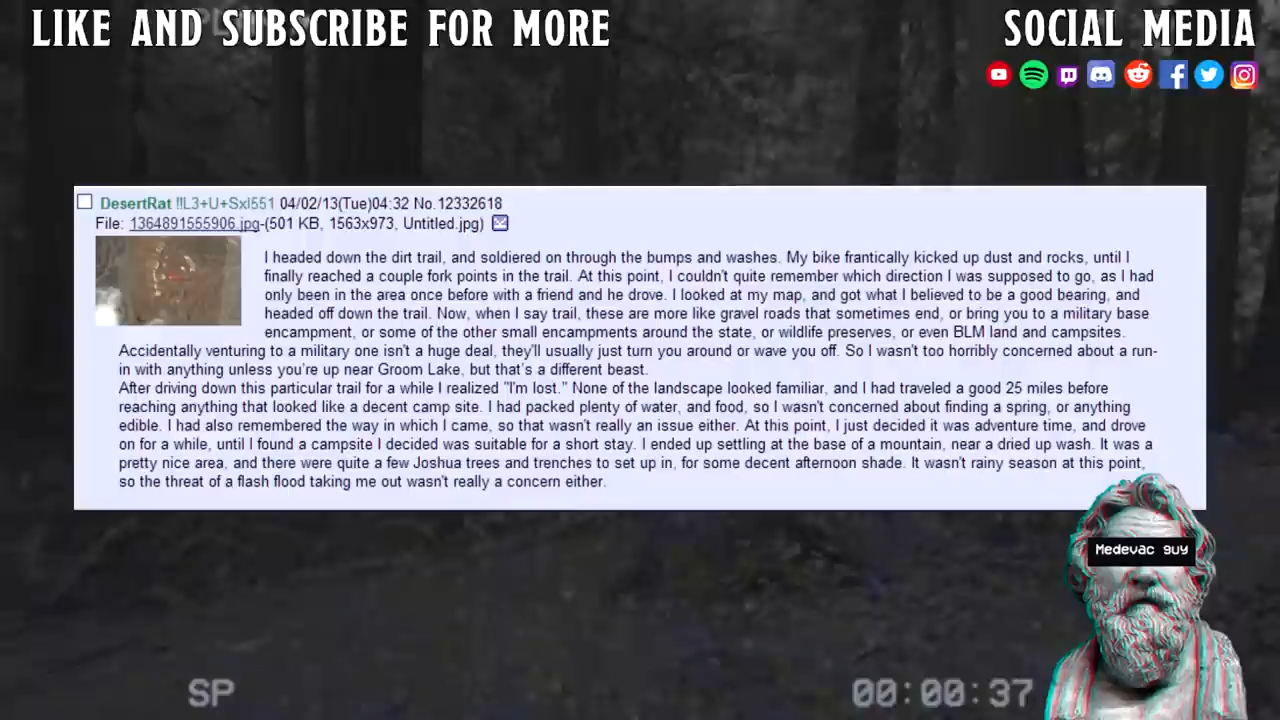 LIKE AND SUBSCRIBE FOR MORE
SOCIAL MEDIA
DesertRat !!L3+U+SxI551 04/02/13(Tue)04:32 No.12332618
File: 1364891555906.jpg-(501 KB, 1563x973, Untitled.jpg)
I headed down the dirt trail, and soldiered on through the bumps and washes. My bike frantically kicked up dust and rocks, until I
finally reached a couple fork points in the trail. At this point, I couldn't quite remember which direction I was supposed to go, as I had
only been in the area once before with a friend and he drove. I looked at my map, and got what I believed to be a good bearing, and
headed off down the trail. Now, when I say trail, these are more like gravel roads that sometimes end, or bring you to a military base
encampment, or some of the other small encampments around the state, or wildlife preserves, or even BLM land and campsites.
Accidentally venturing to a military one isn't a huge deal, they'll usually just turn you around or wave you off. So I wasn't too horribly concerned about a run-
in with anything unless you're up near Groom Lake, but that's a different beast.
After driving down this particular trail for a while I realized "I'm lost." None of the landscape looked familiar, and I had traveled a good 25 miles before
reaching anything that looked like a decent camp site. I had packed plenty of water, and food, so I wasn't concerned about finding a spring, or anything
edible. I had also remembered the way in which I came, so that wasn't really an issue either. At this point, I just decided it was adventure time, and drove
on for a while, until I found a campsite I decided was suitable for a short stay. I ended up settling at the base of a mountain, near a dried up wash. It was a
pretty nice area, and there were quite a few Joshua trees and trenches to set up in, for some decent afternoon shade. It wasn't rainy season at this point,
so the threat of a flash flood taking me out wasn't really a concern either.
Medevac guy
SP
00:00:37